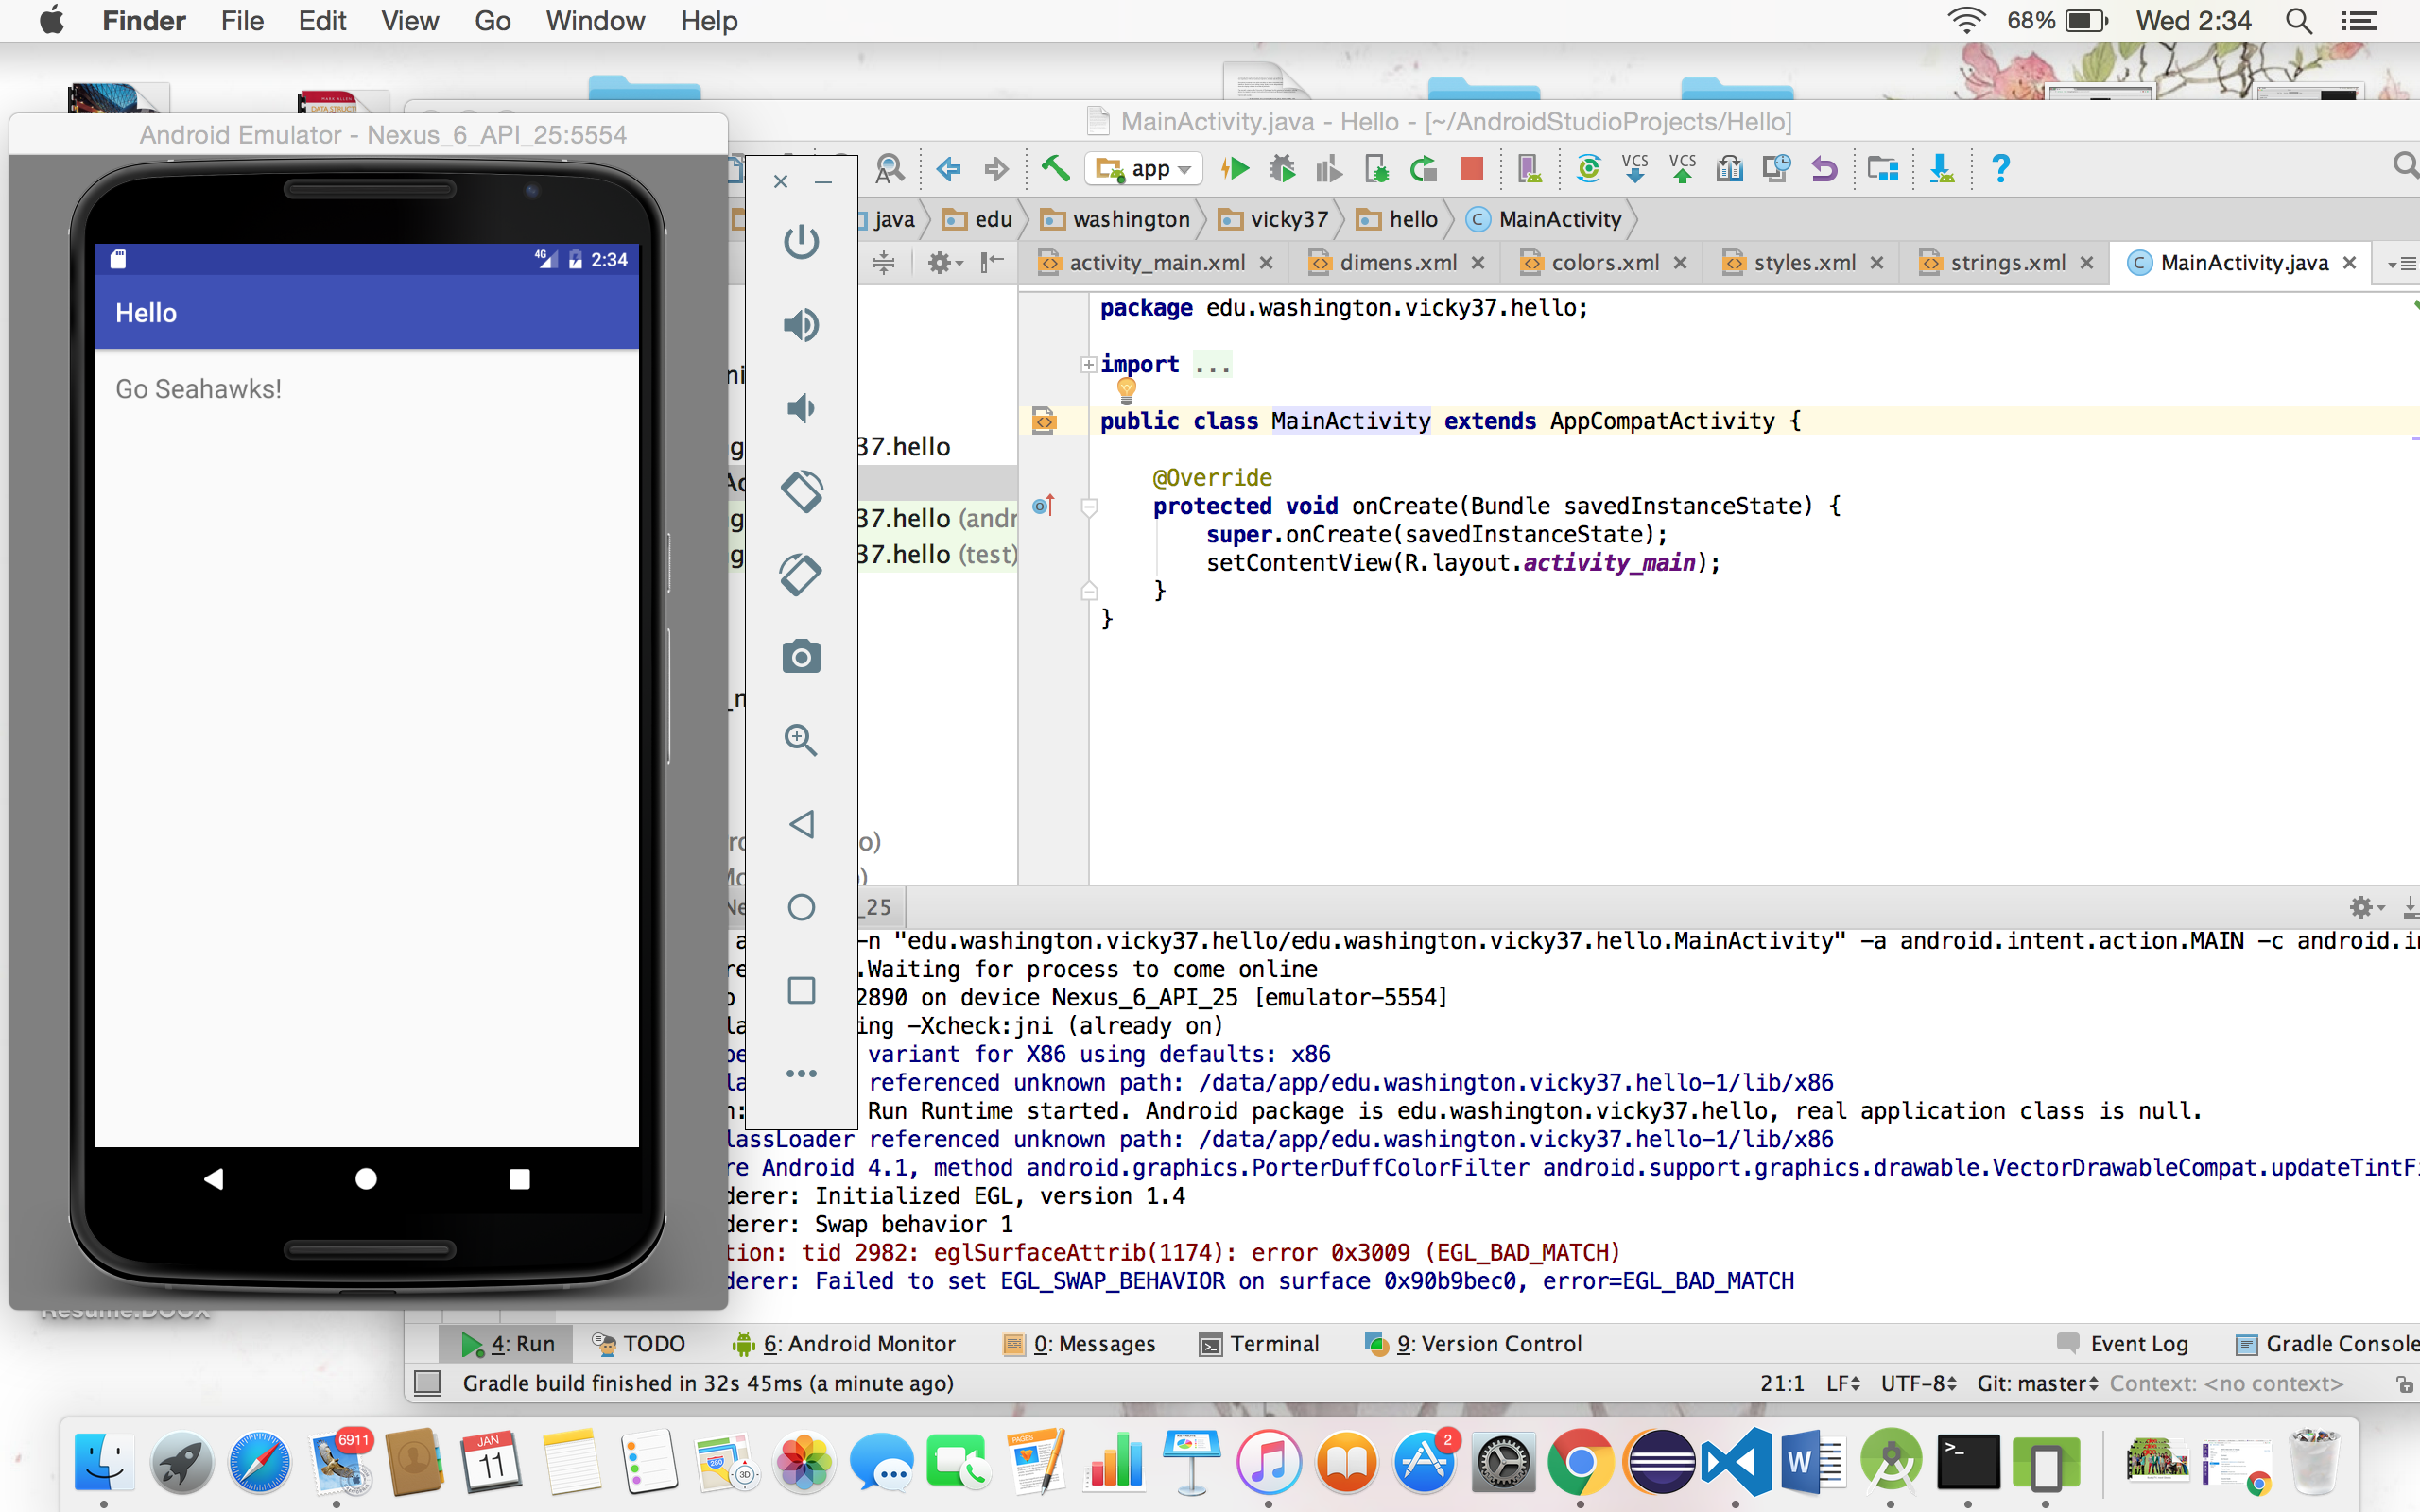 Finder File Edit View Go Window Help 68% Wed 2:34
Android Emulator - Nexus_6_API_25:5554
MainActivity.java - Hello - [~/AndroidStudioProjects/Hello]
app VCS VCS ?
java edu washington vicky37 hello MainActivity
activity_main.xml dimens.xml colors.xml styles.xml strings.xml MainActivity.java
4G 2:34
Hello
Go Seahawks!
package edu.washington.vicky37.hello;
import ...
public class MainActivity extends AppCompatActivity {
@Override
protected void onCreate(Bundle savedInstanceState) {
super.onCreate(savedInstanceState);
setContentView(R.layout.activity_main);
}
}
37.hello
37.hello (andr
37.hello (test)
_25
-n "edu.washington.vicky37.hello/edu.washington.vicky37.hello.MainActivity" -a android.intent.action.MAIN -c android.in
.Waiting for process to come online
2890 on device Nexus_6_API_25 [emulator-5554]
ing -Xcheck:jni (already on)
variant for X86 using defaults: x86
referenced unknown path: /data/app/edu.washington.vicky37.hello-1/lib/x86
Run Runtime started. Android package is edu.washington.vicky37.hello, real application class is null.
lassLoader referenced unknown path: /data/app/edu.washington.vicky37.hello-1/lib/x86
re Android 4.1, method android.graphics.PorterDuffColorFilter android.support.graphics.drawable.VectorDrawableCompat.updateTintFi
derer: Initialized EGL, version 1.4
derer: Swap behavior 1
tion: tid 2982: eglSurfaceAttrib(1174): error 0x3009 (EGL_BAD_MATCH)
derer: Failed to set EGL_SWAP_BEHAVIOR on surface 0x90b9bec0, error=EGL_BAD_MATCH
Resume.DOCX
4: Run TODO 6: Android Monitor 0: Messages Terminal 9: Version Control Event Log Gradle Console
Gradle build finished in 32s 45ms (a minute ago) 21:1 LF UTF-8 Git: master Context: <no context>
6911 JAN 11 280 3D PAGES 2 W >_